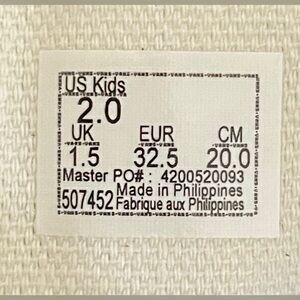 US Kids
2.0
UK EUR CM
1.5 32.5 20.0
Master PO# : 4200520093
Made in Philippines
507452 Fabrique aux Philippines